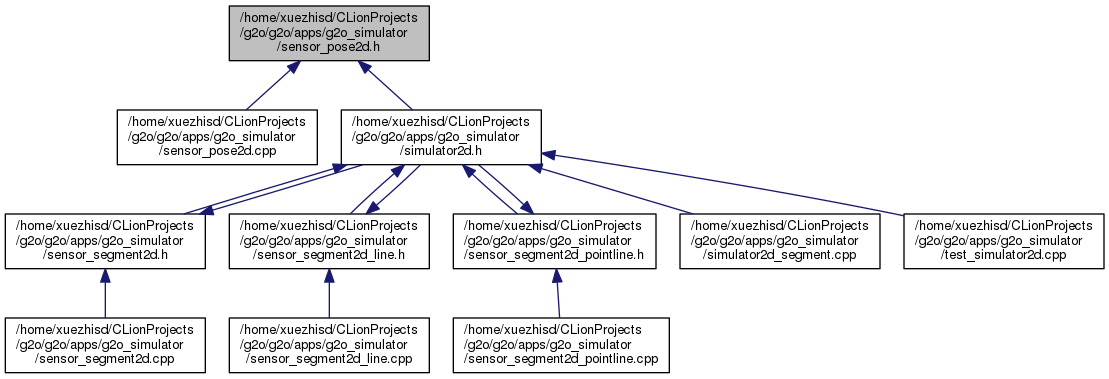 /home/xuezhisd/CLionProjects
/g2o/g2o/apps/g2o_simulator
/sensor_pose2d.h
/home/xuezhisd/CLionProjects
/g2o/g2o/apps/g2o_simulator
/sensor_pose2d.cpp
/home/xuezhisd/CLionProjects
/g2o/g2o/apps/g2o_simulator
/simulator2d.h
/home/xuezhisd/CLionProjects
/g2o/g2o/apps/g2o_simulator
/sensor_segment2d.h
/home/xuezhisd/CLionProjects
/g2o/g2o/apps/g2o_simulator
/sensor_segment2d_line.h
/home/xuezhisd/CLionProjects
/g2o/g2o/apps/g2o_simulator
/sensor_segment2d_pointline.h
/home/xuezhisd/CLionProjects
/g2o/g2o/apps/g2o_simulator
/simulator2d_segment.cpp
/home/xuezhisd/CLionProjects
/g2o/g2o/apps/g2o_simulator
/test_simulator2d.cpp
/home/xuezhisd/CLionProjects
/g2o/g2o/apps/g2o_simulator
/sensor_segment2d.cpp
/home/xuezhisd/CLionProjects
/g2o/g2o/apps/g2o_simulator
/sensor_segment2d_line.cpp
/home/xuezhisd/CLionProjects
/g2o/g2o/apps/g2o_simulator
/sensor_segment2d_pointline.cpp